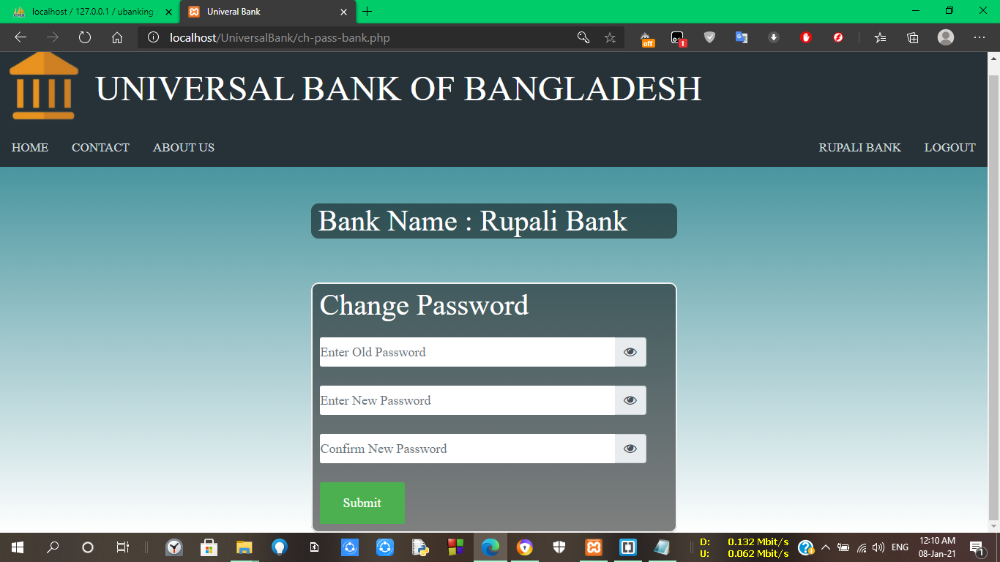 localhost / 127.0.0.1 / ubanking
Univeral Bank
localhost/UniversalBank/ch-pass-bank.php
off
1
UNIVERSAL BANK OF BANGLADESH
HOME CONTACT ABOUT US RUPALI BANK LOGOUT
Bank Name : Rupali Bank
Change Password
Enter Old Password
Enter New Password
Confirm New Password
Submit
D: 0.132 Mbit/s
U: 0.062 Mbit/s
ENG
12:10 AM
08-Jan-21
1